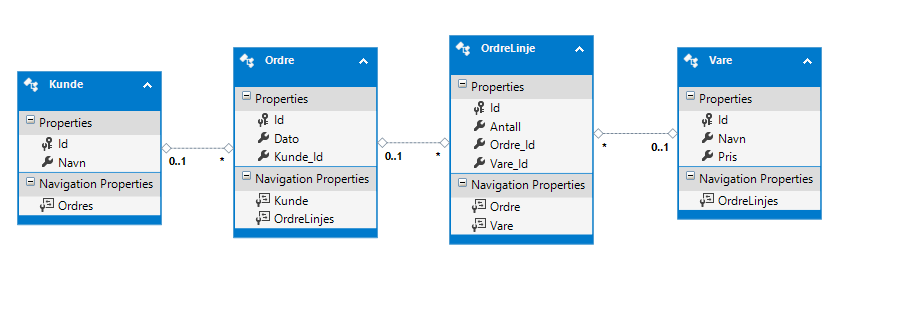 Kunde
Properties
Id
Navn
Navigation Properties
Ordres
0..1
*
Ordre
Properties
Id
Dato
Kunde_Id
Navigation Properties
Kunde
OrdreLinjes
0..1
*
OrdreLinje
Properties
Id
Antall
Ordre_Id
Vare_Id
Navigation Properties
Ordre
Vare
*
0..1
Vare
Properties
Id
Navn
Pris
Navigation Properties
OrdreLinjes